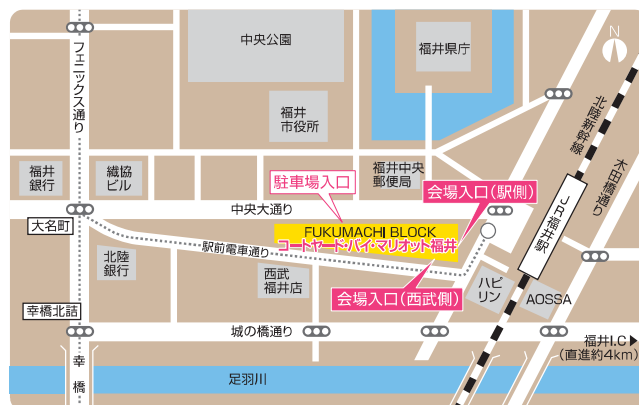 中央公園
福井県庁
N
フェニックス通り
福井
市役所
北陸新幹線
木田橋通り
福井
銀行
繊協
ビル
駐車場入口
福井中央
郵便局
会場入口(駅側)
中央大通り
大名町
FUKUMACHI BLOCK
コートヤード・バイ・マリオット福井
JR福井駅
駅前電車通り
北陸
銀行
西武
福井店
会場入口(西武側)
ハピ
リン
AOSSA
幸橋北詰
城の橋通り
福井I.C▶
(直進約4km)
幸橋
足羽川